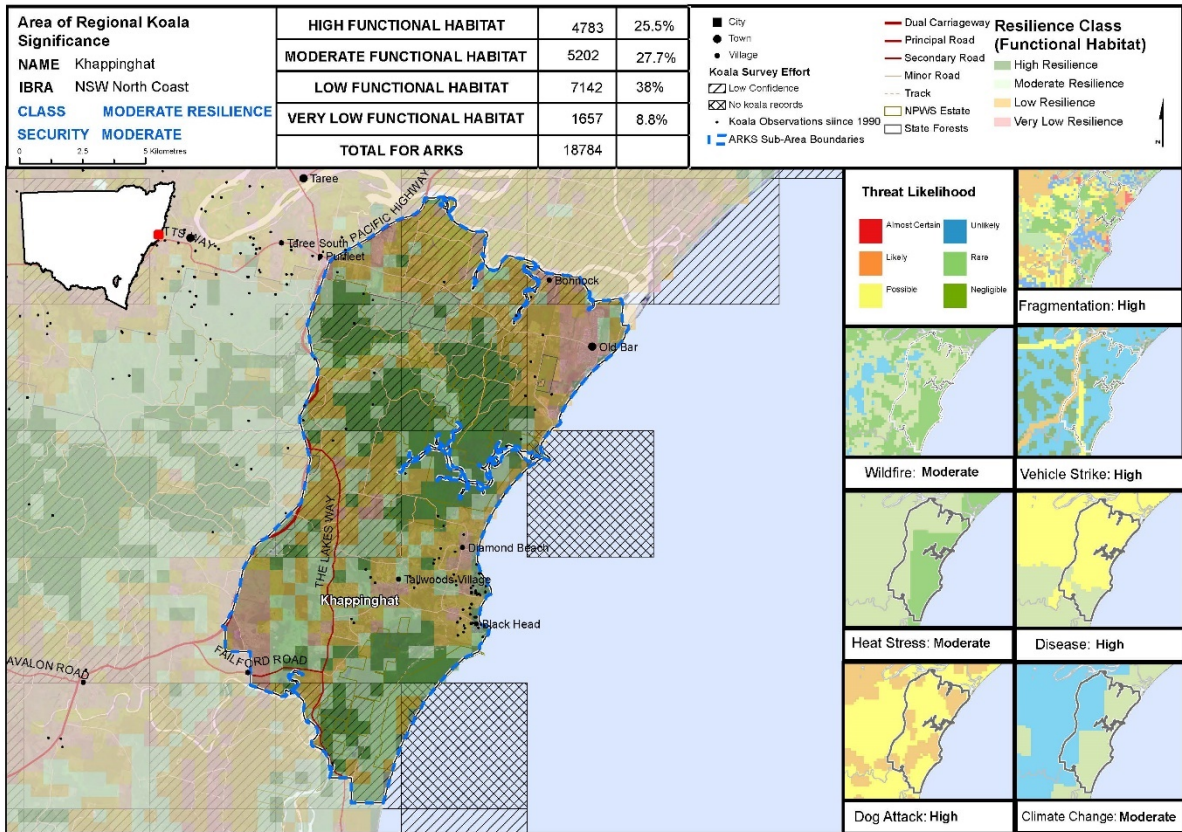 Area of Regional Koala
Significance
NAME Khappinghat
IBRA NSW North Coast
CLASS MODERATE RESILIENCE
SECURITY MODERATE
0 2.5 5 Kilometres
HIGH FUNCTIONAL HABITAT 4783 25.5%
MODERATE FUNCTIONAL HABITAT 5202 27.7%
LOW FUNCTIONAL HABITAT 7142 38%
VERY LOW FUNCTIONAL HABITAT 1657 8.8%
TOTAL FOR ARKS 18784
City
Town
Village
Koala Survey Effort
Low Confidence
No koala records
Koala Observations siince 1990
ARKS Sub-Area Boundaries
Dual Carriageway
Principal Road
Secondary Road
Minor Road
Track
NPWS Estate
State Forests
Resilience Class
(Functional Habitat)
High Resilience
Moderate Resilience
Low Resilience
Very Low Resilience
N
Taree
PACIFIC HIGHWAY
TTS WAY
Taree South
Purfleet
Bohnock
Old Bar
THE LAKES WAY
Diamond Beach
Tallwoods Village
Khappinghat
Black Head
FAILFORD ROAD
AVALON ROAD
Threat Likelihood
Almost Certain
Unlikely
Likely
Rare
Possible
Negligible
Fragmentation: High
Wildfire: Moderate
Vehicle Strike: High
Heat Stress: Moderate
Disease: High
Dog Attack: High
Climate Change: Moderate